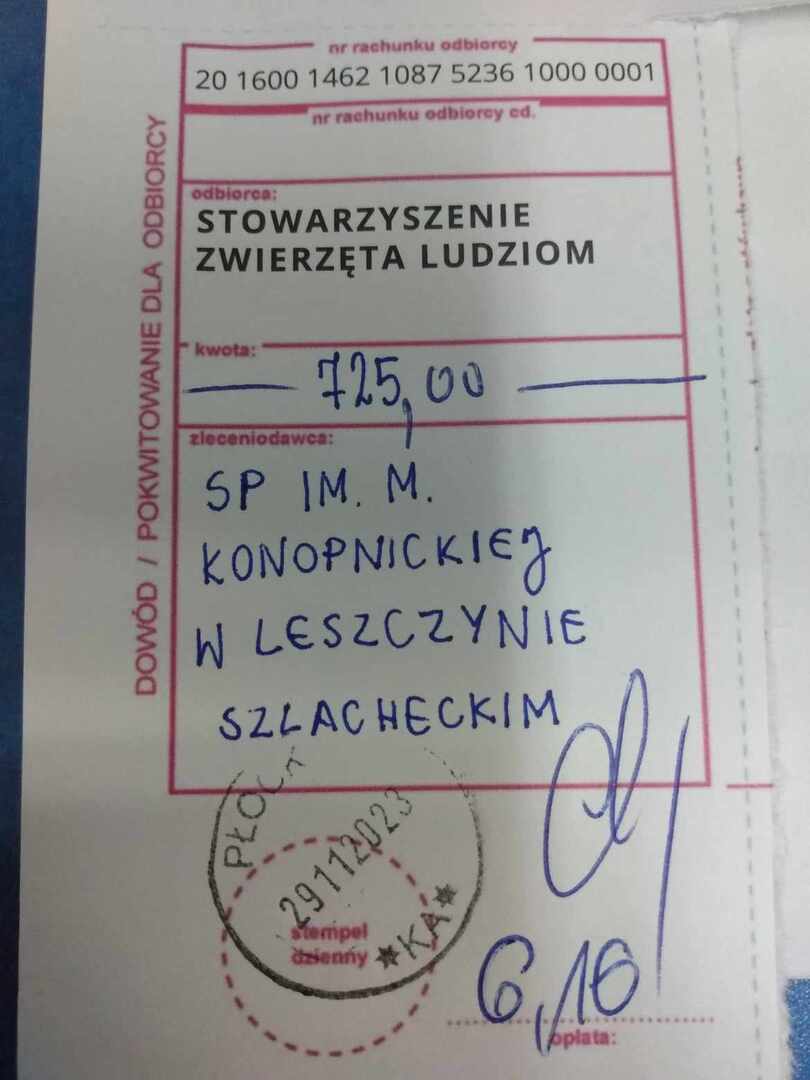 nr rachunku odbiorcy
20 1600 1462 1087 5236 1000 0001
nr rachunku odbiorcy cd.
odbiorca:
STOWARZYSZENIE
ZWIERZĘTA LUDZIOM
kwota:
725,00
zleceniodawca:
SP IM. M.
KONOPNICKIEJ
W LESZCZYNIE
SZLACHECKIM
DOWÓD / POKWITOWANIE DLA ODBIORCY
PŁOCK
29112023
*KA*
stempel
dzienny
6,16
opłata: